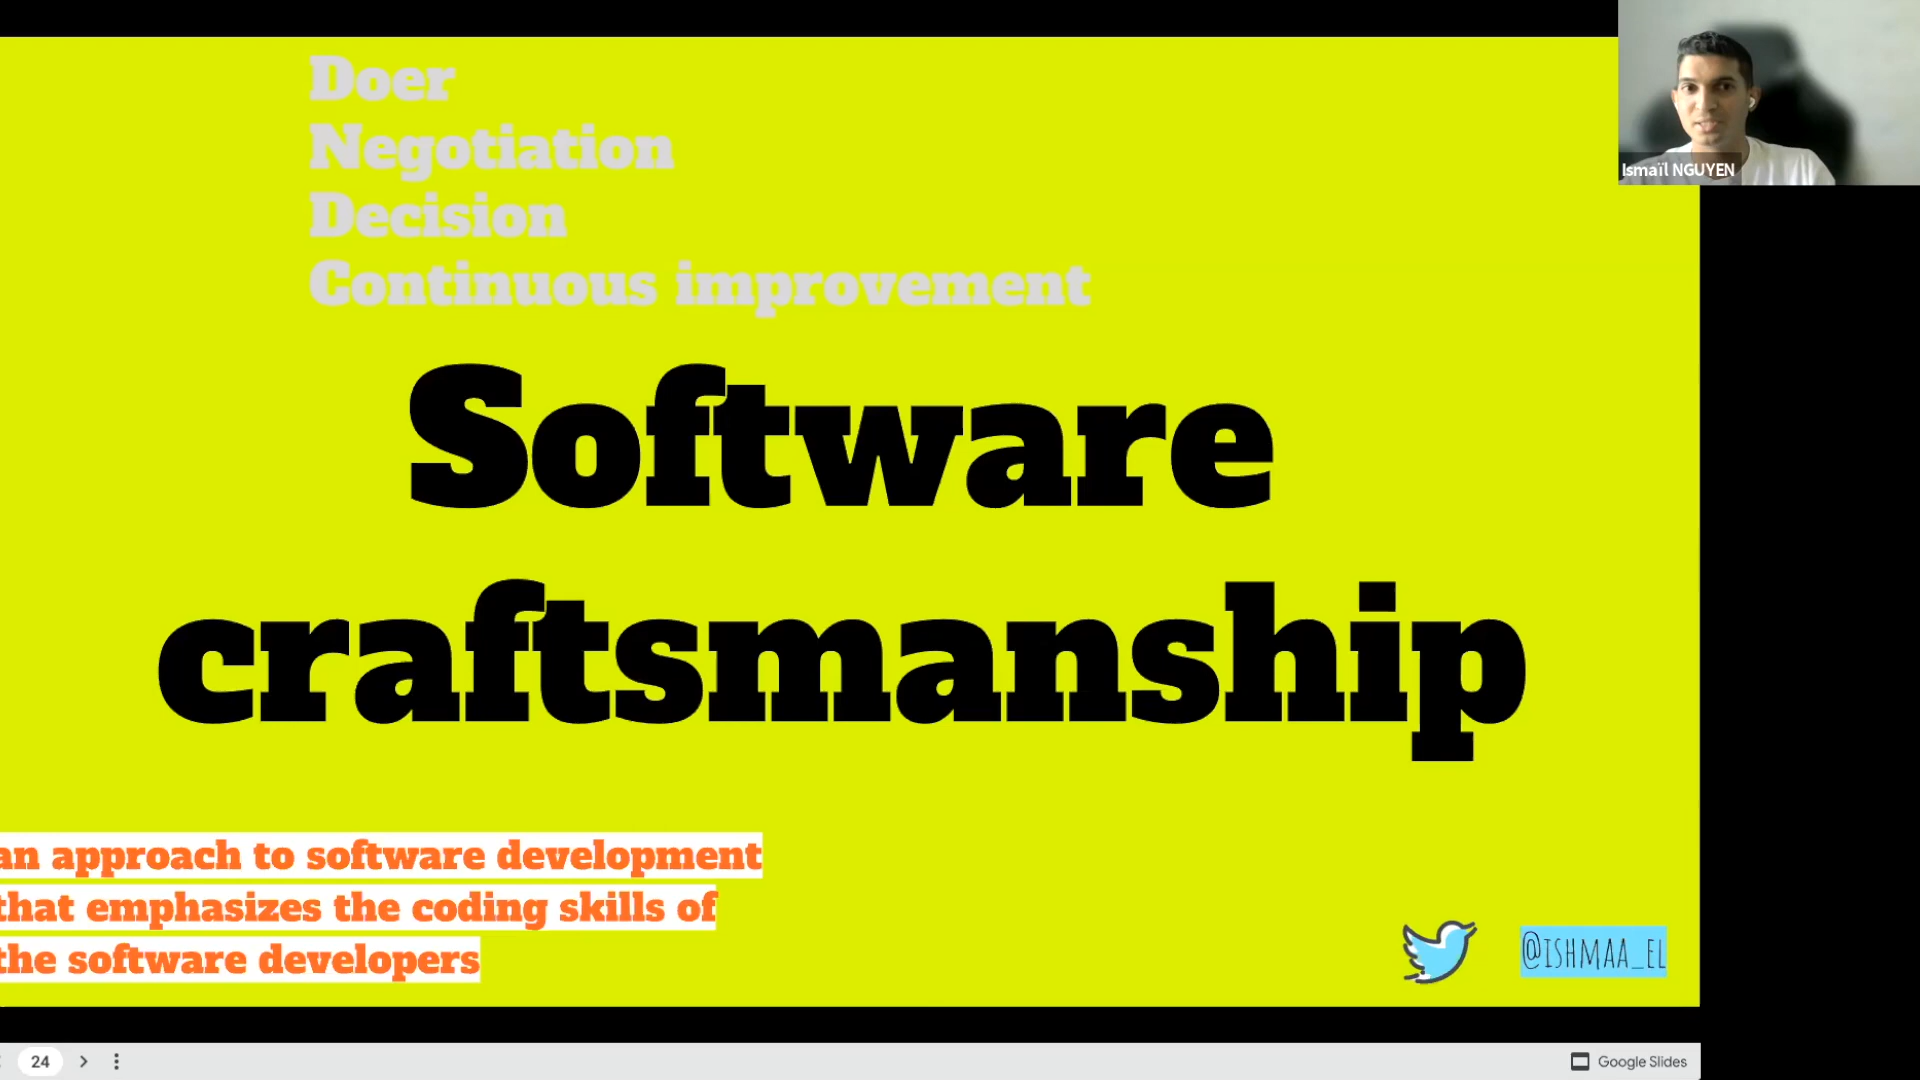 Doer
Negotiation
Decision
Continuous improvement
Ismaïl NGUYEN
Software
craftsmanship
an approach to software development
that emphasizes the coding skills of
the software developers
@ISHMAA_EL
24
Google Slides